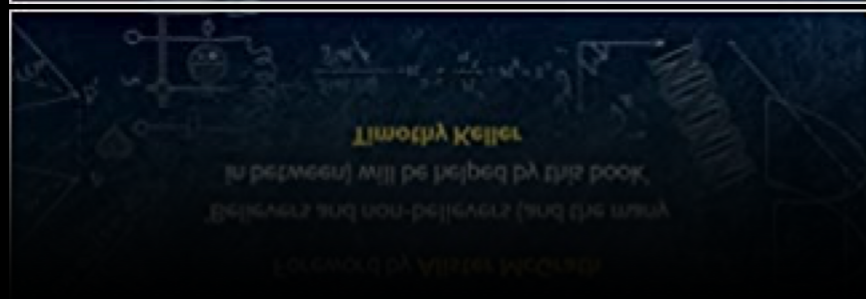 Foreword by Alister McGrath
'Believers and non-believers (and the many
in between) will be helped by this book'
Timothy Keller